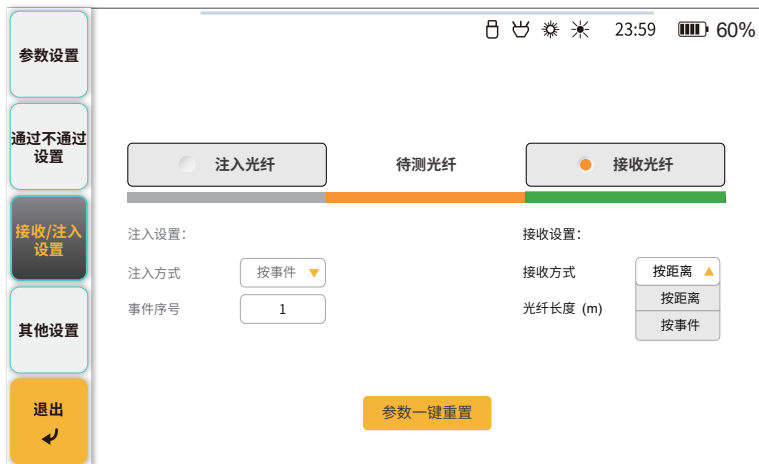 23:59 60%
参数设置
通过不通过
设置
接收/注入
设置
其他设置
退出
注入光纤 待测光纤 接收光纤
注入设置： 接收设置：
注入方式 按事件 接收方式 按距离
按距离
事件序号 1 光纤长度 (m)
按事件
参数一键重置